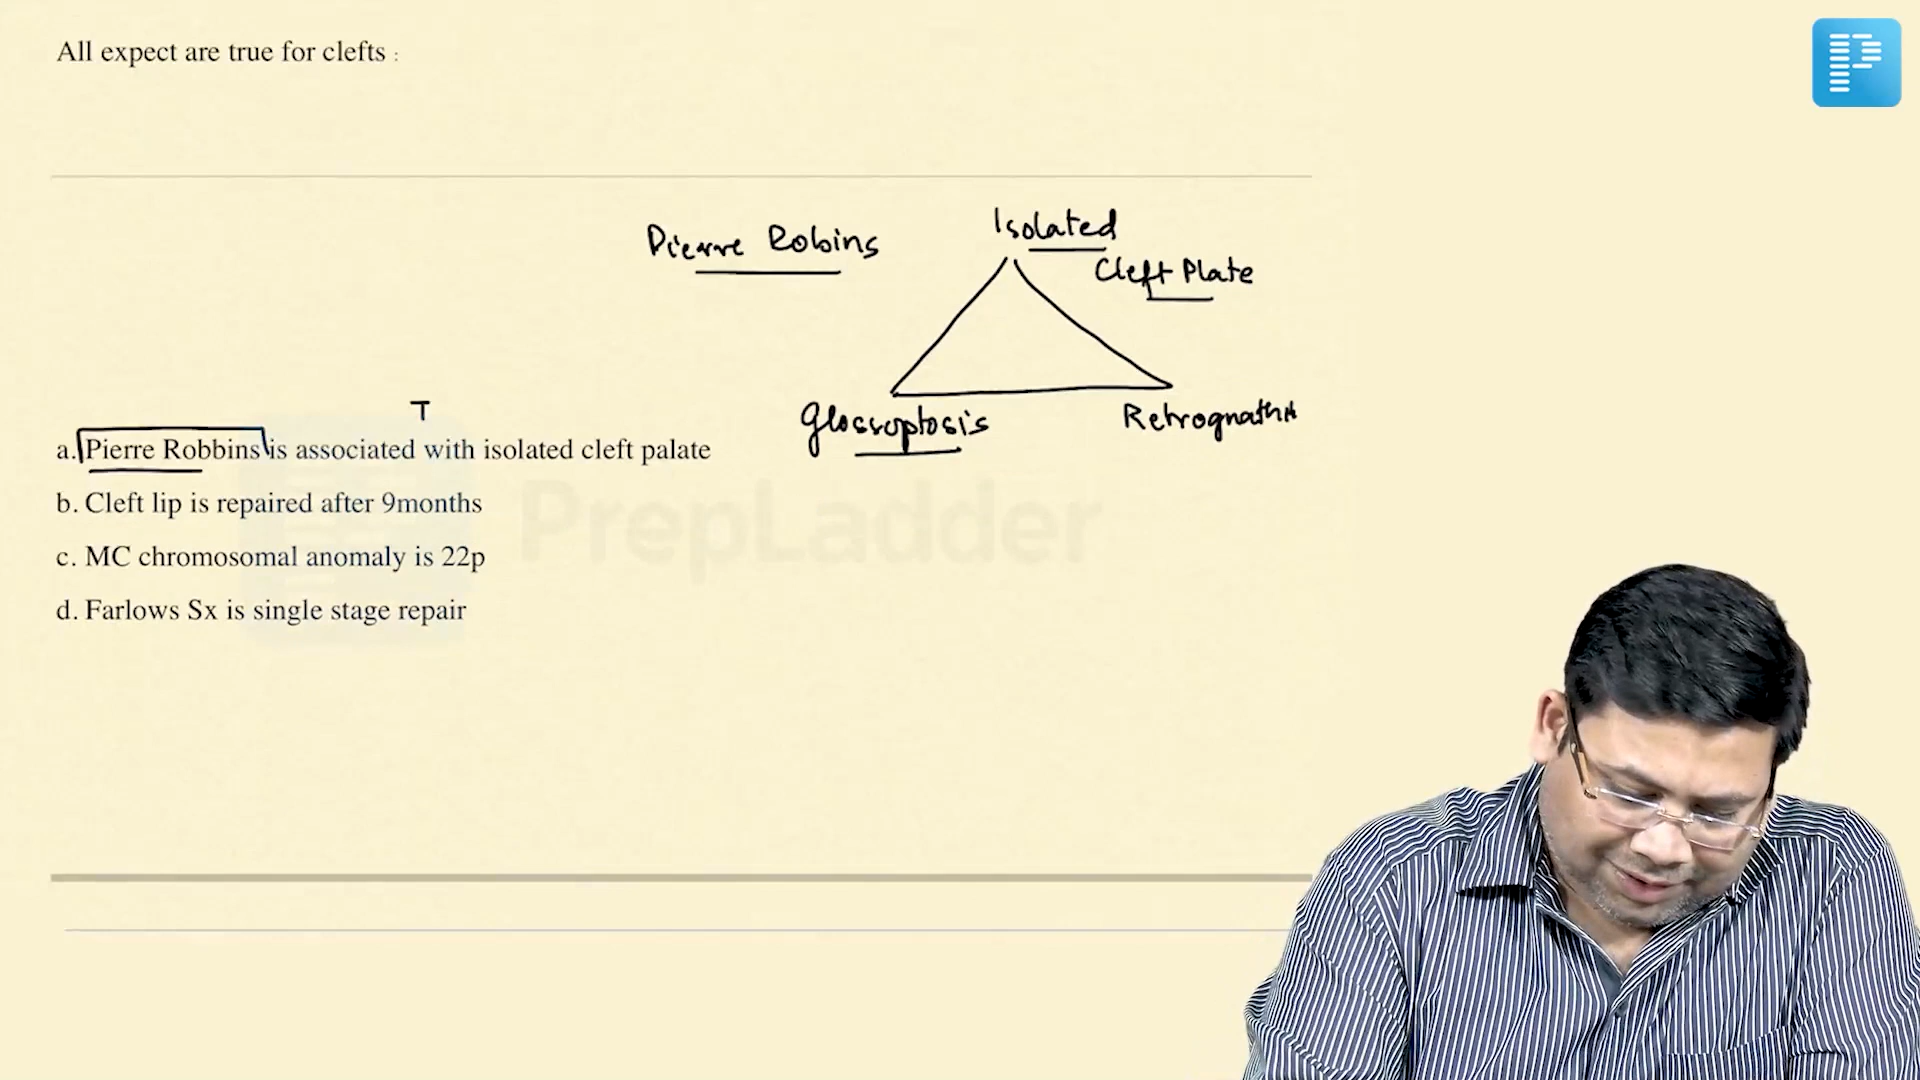 All expect are true for clefts :
Pierre Robins
Isolated
Cleft Plate
Glossoptosis
T
a. Pierre Robbins is associated with isolated cleft palate
b. Cleft lip is repaired after 9months
c. MC chromosomal anomaly is 22p
d. Farlows Sx is single stage repair
PrepLadder